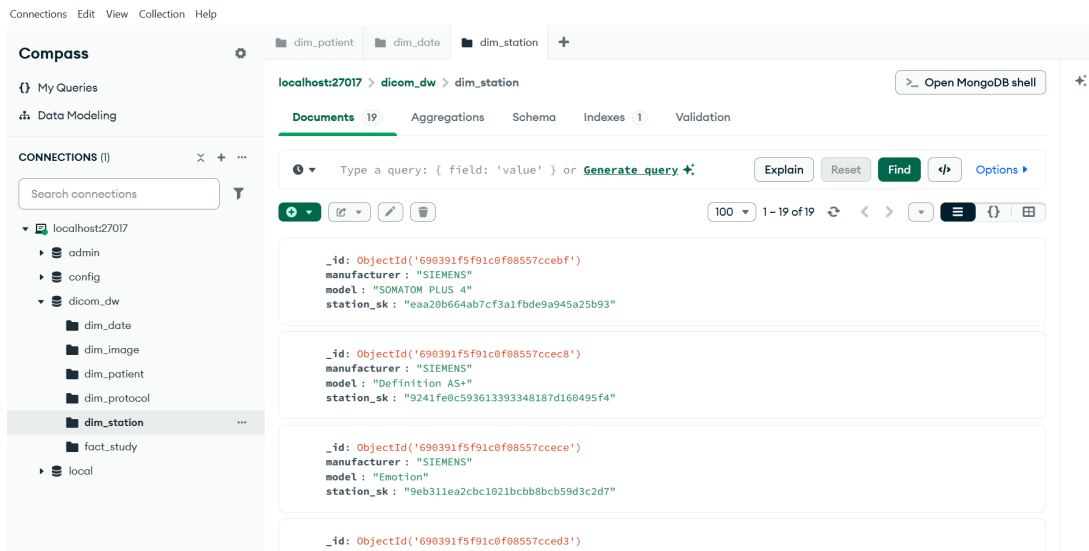 Connections Edit View Collection Help
Compass
{} My Queries
Data Modeling
CONNECTIONS (1)
Search connections
localhost:27017
admin
config
dicom_dw
dim_date
dim_image
dim_patient
dim_protocol
dim_station
fact_study
local
dim_patient dim_date dim_station
localhost:27017 > dicom_dw > dim_station
>_ Open MongoDB shell
Documents 19 Aggregations Schema Indexes 1 Validation
Type a query: { field: 'value' } or Generate query
Explain Reset Find </> Options
100 1 – 19 of 19 {}
_id: ObjectId('690391f5f91c0f08557ccebf')
manufacturer : "SIEMENS"
model : "SOMATOM PLUS 4"
station_sk : "eaa20b664ab7cf3a1fbde9a945a25b93"
_id: ObjectId('690391f5f91c0f08557ccec8')
manufacturer : "SIEMENS"
model : "Definition AS+"
station_sk : "9241fe0c593613393348187d160495f4"
_id: ObjectId('690391f5f91c0f08557ccece')
manufacturer : "SIEMENS"
model : "Emotion"
station_sk : "9eb311ea2cbc1021bcbb8bcb59d3c2d7"
_id: ObjectId('690391f5f91c0f08557cced3')